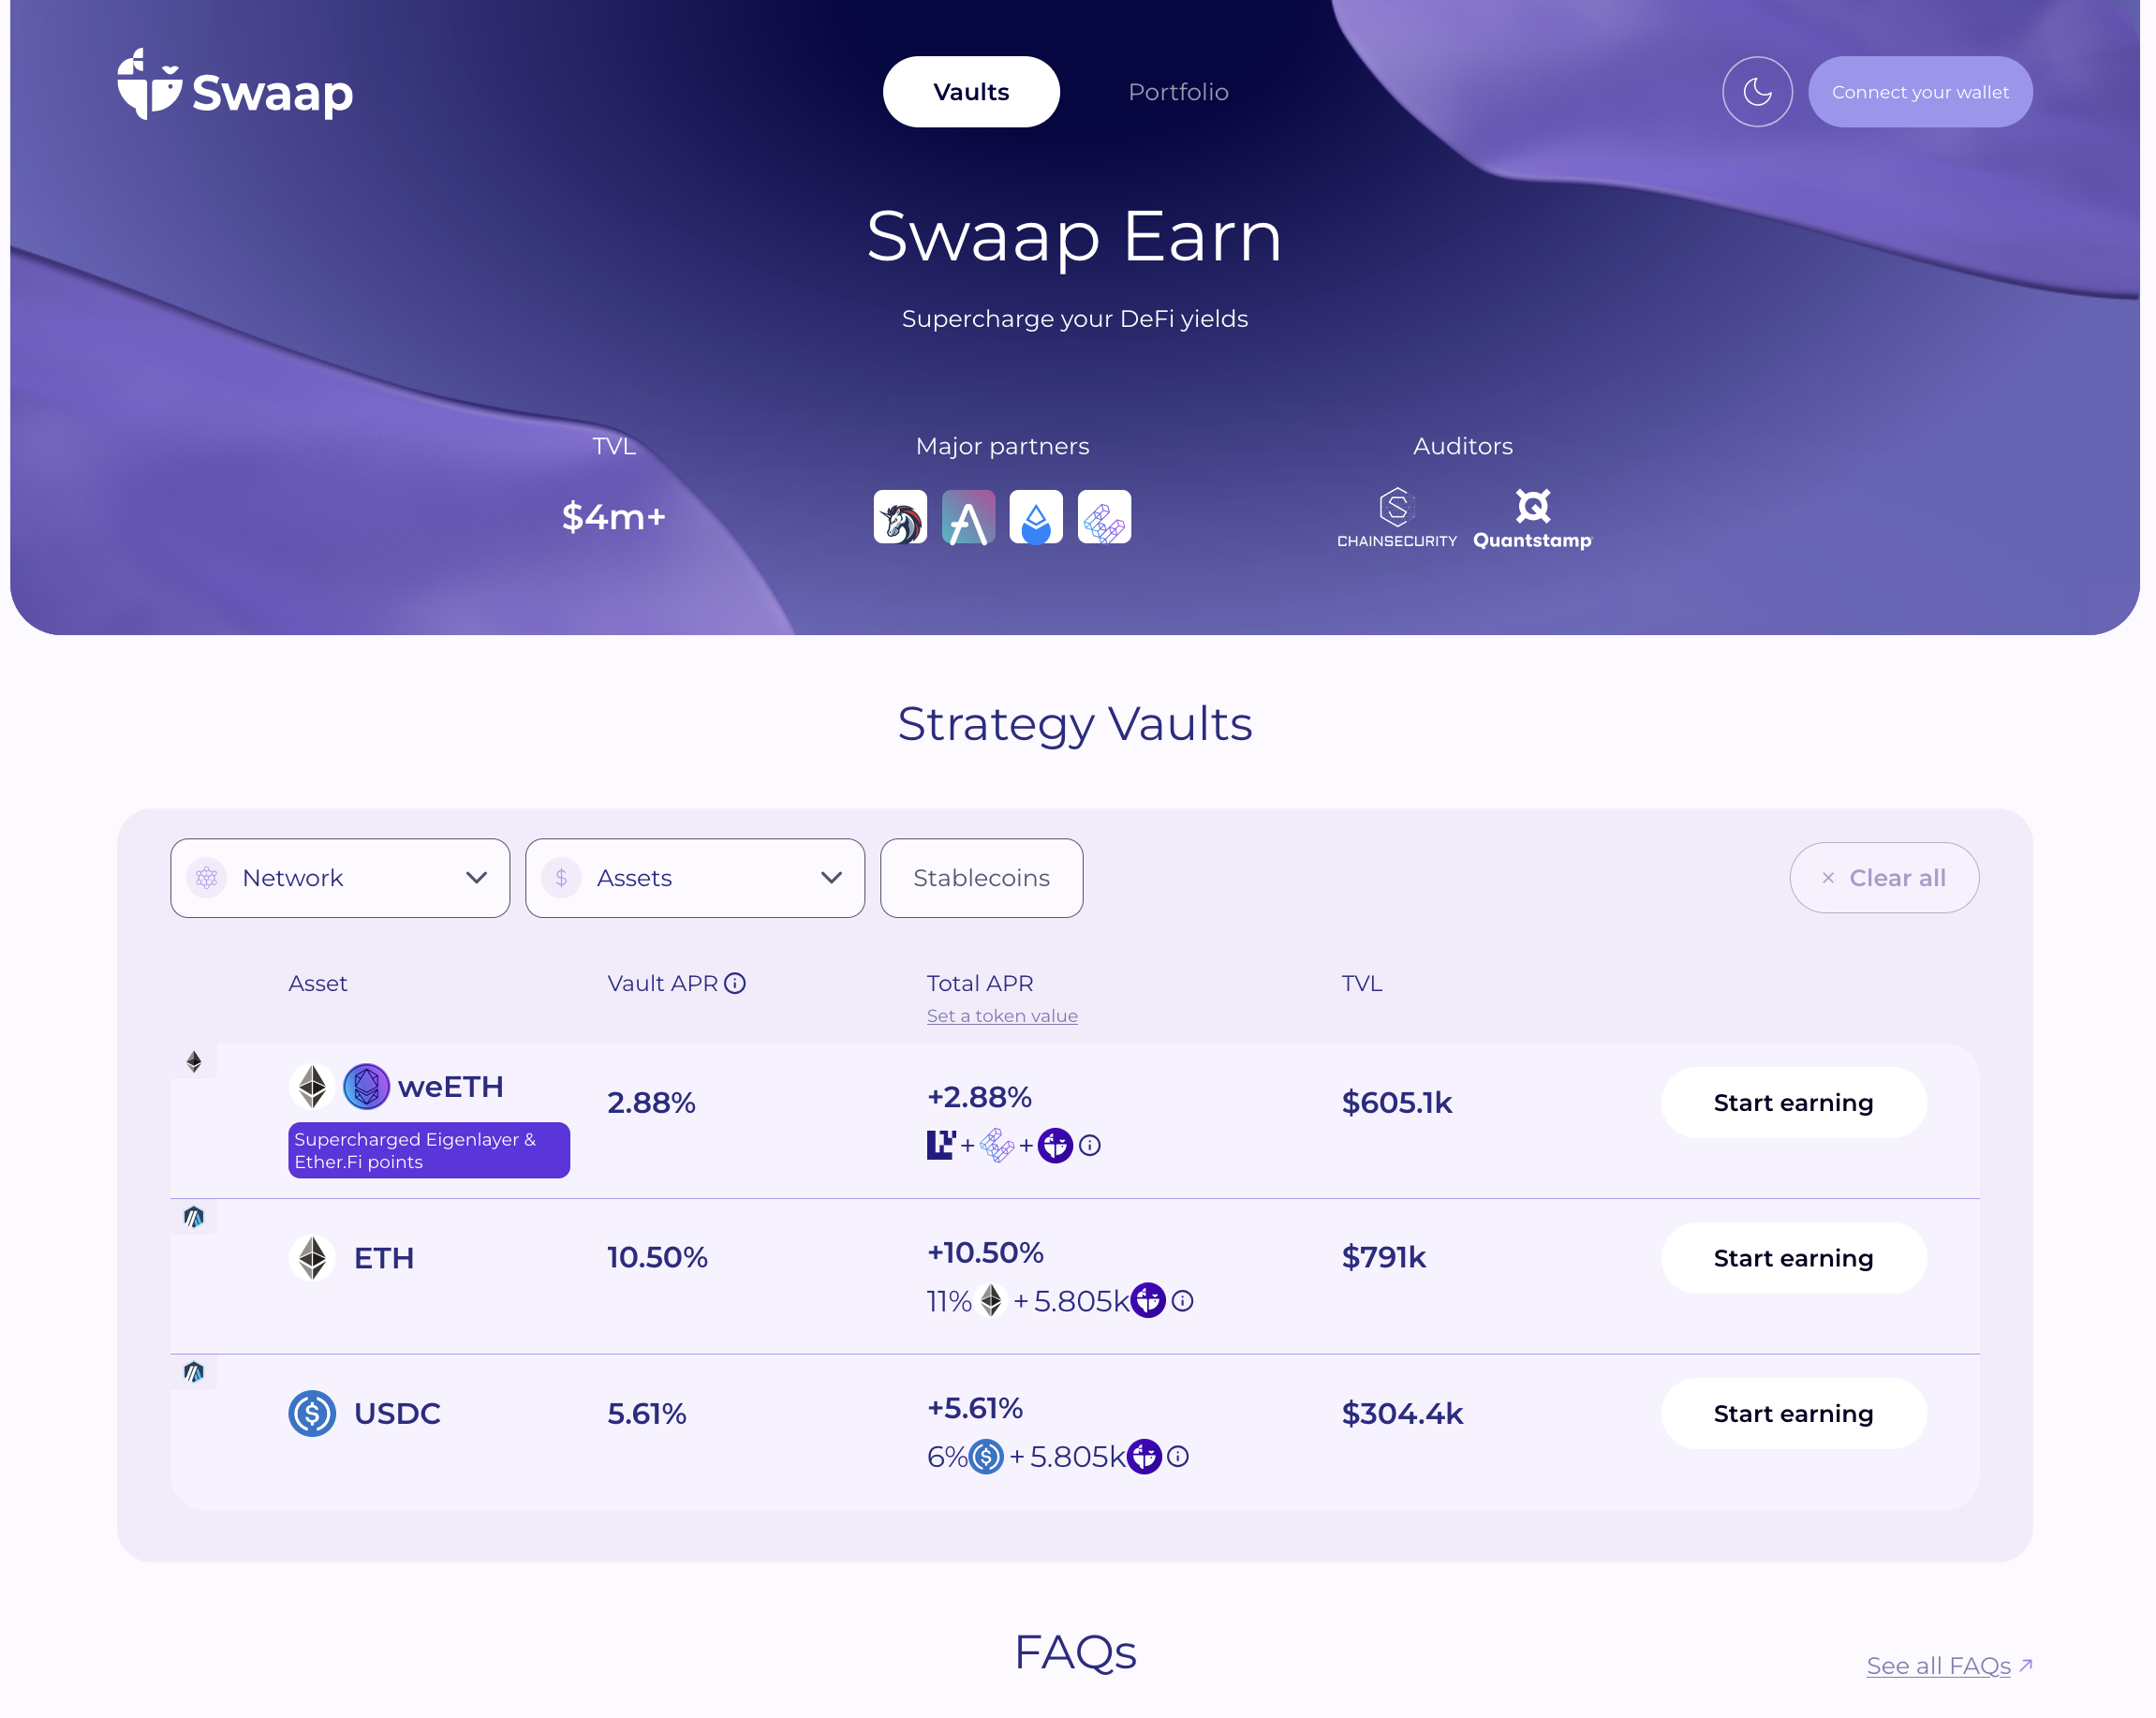 Swaap
Vaults
Portfolio
Connect your wallet
Swaap Earn
Supercharge your DeFi yields
TVL
Major partners
Auditors
$4m+
CHAINSECURITY
Quantstamp
Strategy Vaults
Network
$ Assets
Stablecoins
× Clear all
Asset
Vault APR
Total APR
TVL
Set a token value
weETH
2.88%
+2.88%
$605.1k
Start earning
Supercharged Eigenlayer &
Ether.Fi points
+ +
ETH
10.50%
+10.50%
$791k
Start earning
11% + 5.805k
USDC
5.61%
+5.61%
$304.4k
Start earning
6% + 5.805k
FAQs
See all FAQs